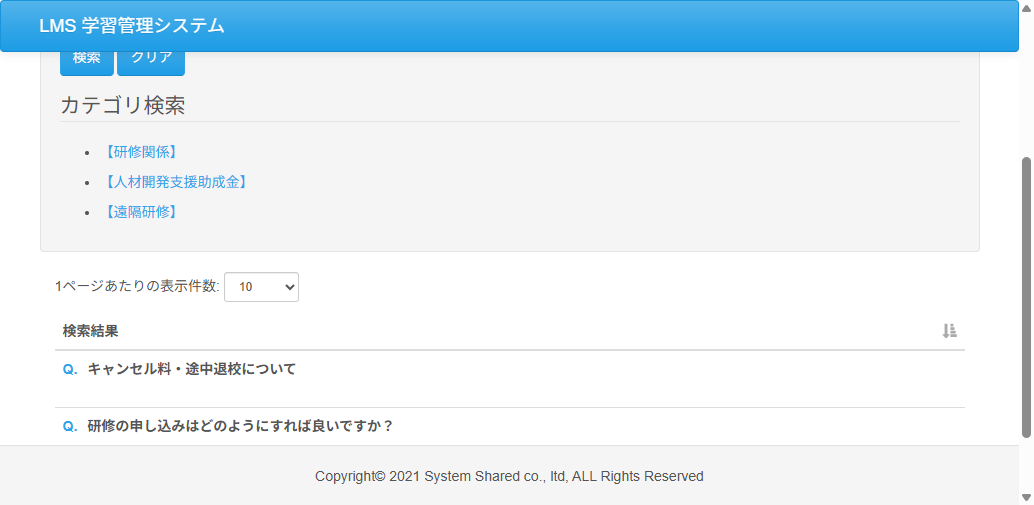 LMS 学習管理システム
検索 クリア
カテゴリ検索
【研修関係】
【人材開発支援助成金】
【遠隔研修】
1ページあたりの表示件数: 10
検索結果
Q. キャンセル料・途中退校について
Q. 研修の申し込みはどのようにすれば良いですか？
Copyright© 2021 System Shared co., ltd, ALL Rights Reserved